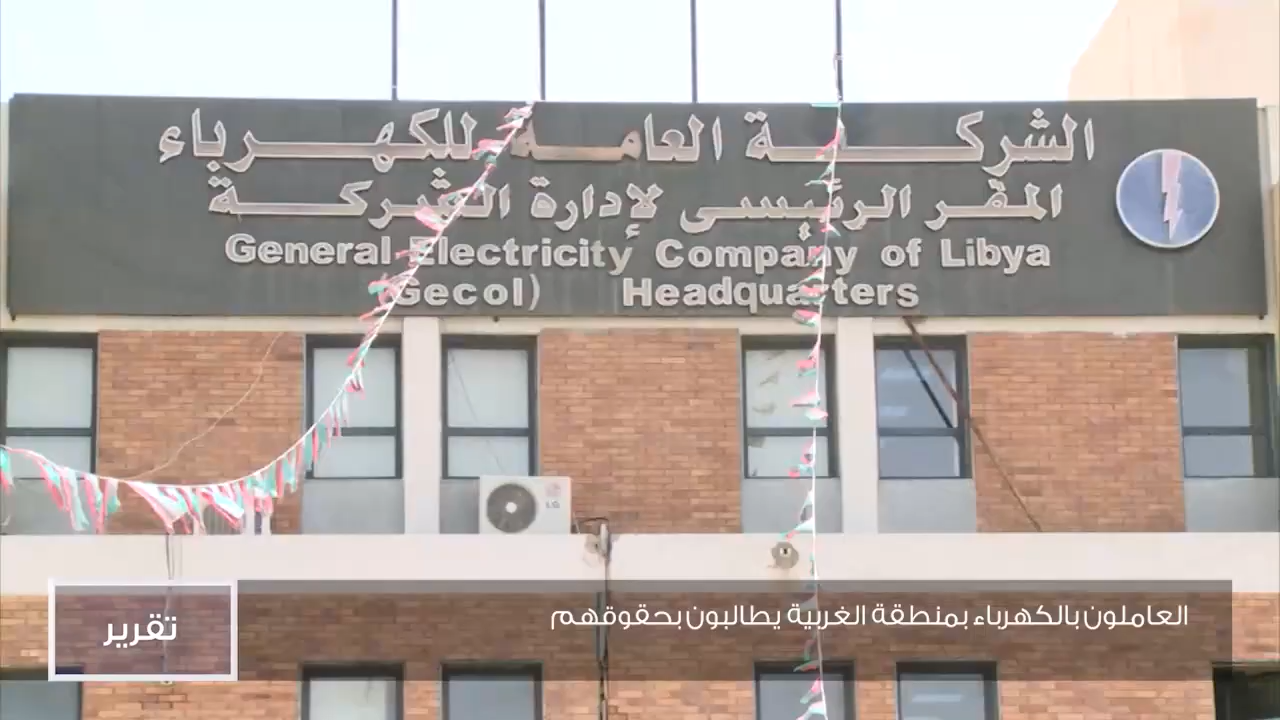 الشركة العامة للكهرباء
المقر الرئيسى لإدارة الشركة
General Electricity Company of Libya
(Gecol) Headquarters
LG
العاملون بالكهرباء بمنطقة الغربية يطالبون بحقوقهم
تقرير